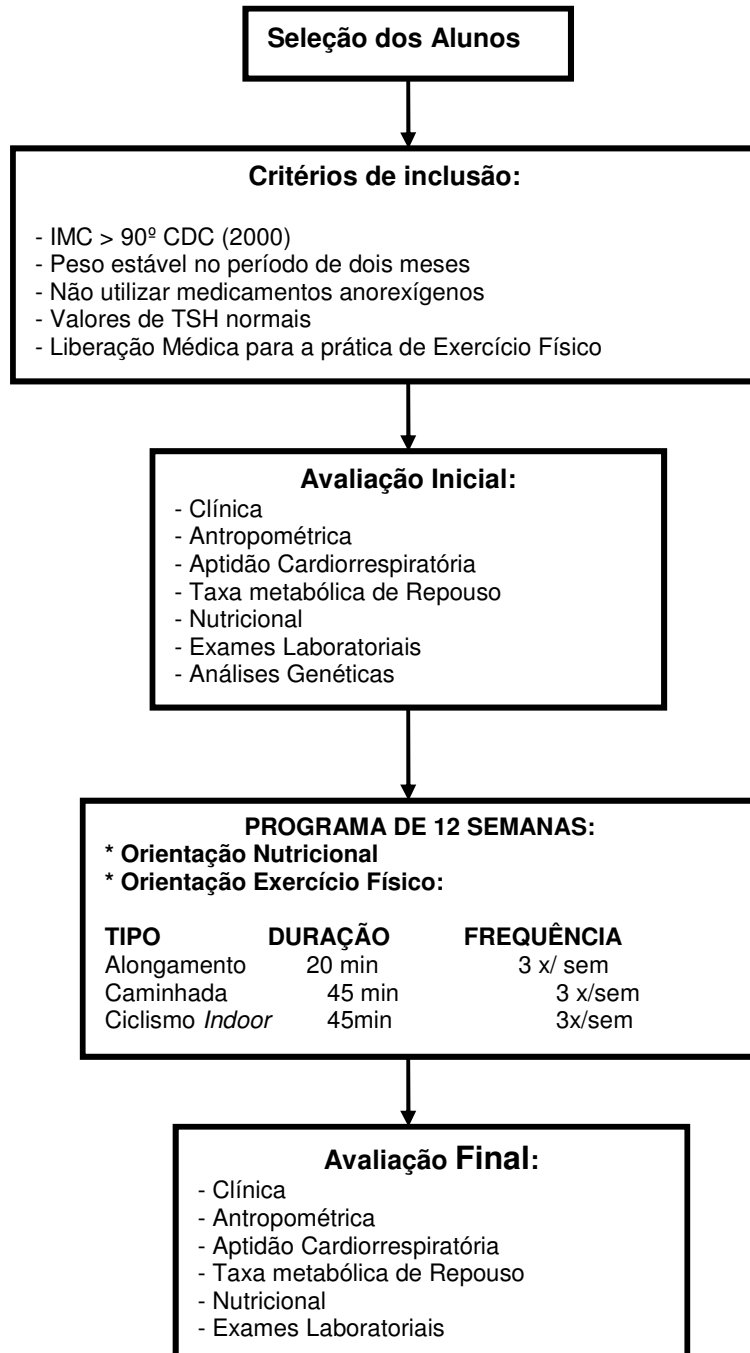 Seleção dos Alunos
Critérios de inclusão:
- IMC > 90º CDC (2000)
- Peso estável no período de dois meses
- Não utilizar medicamentos anorexígenos
- Valores de TSH normais
- Liberação Médica para a prática de Exercício Físico
Avaliação Inicial:
- Clínica
- Antropométrica
- Aptidão Cardiorrespiratória
- Taxa metabólica de Repouso
- Nutricional
- Exames Laboratoriais
- Análises Genéticas
PROGRAMA DE 12 SEMANAS:
* Orientação Nutricional
* Orientação Exercício Físico:
TIPO DURAÇÃO FREQUÊNCIA
Alongamento 20 min 3 x/ sem
Caminhada 45 min 3 x/sem
Ciclismo Indoor 45min 3x/sem
Avaliação Final:
- Clínica
- Antropométrica
- Aptidão Cardiorrespiratória
- Taxa metabólica de Repouso
- Nutricional
- Exames Laboratoriais